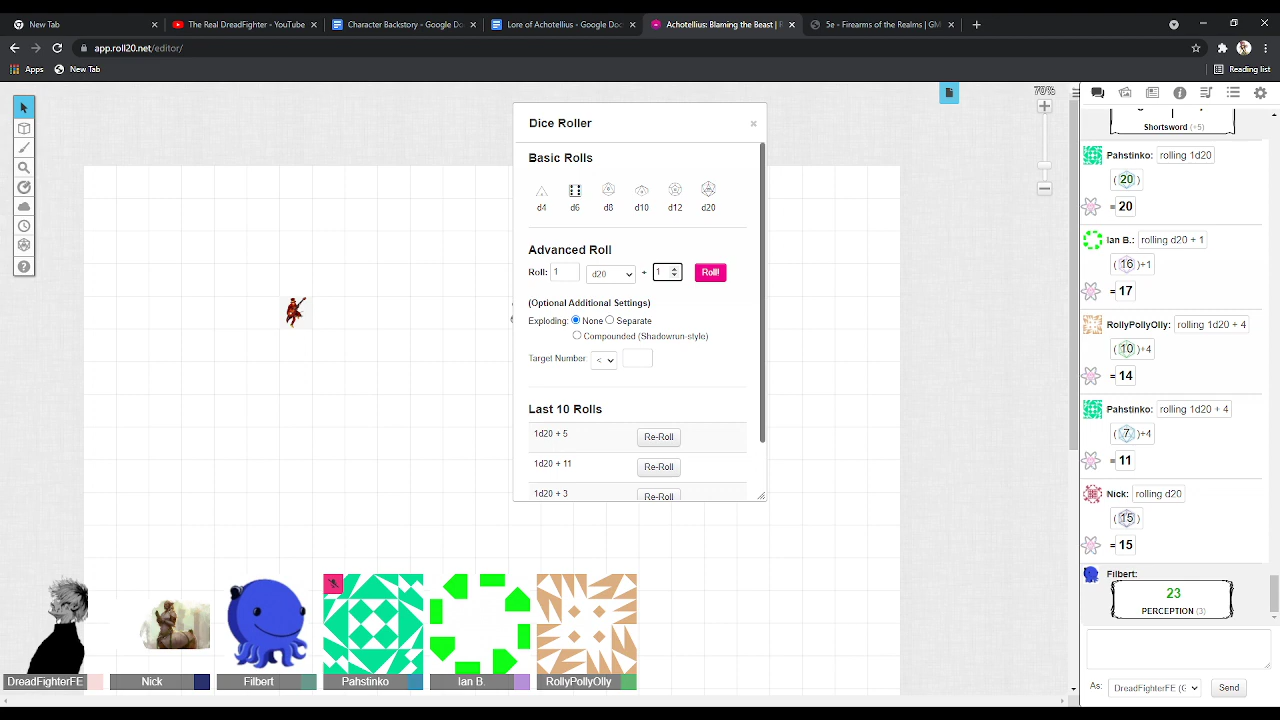 New Tab
The Real DreadFighter - YouTube
Character Backstory - Google Do
Lore of Achotellius - Google Doc
Achotellius: Blaming the Beast |
5e - Firearms of the Realms | GM
app.roll20.net/editor/
Apps
New Tab
Reading list
70%
Dice Roller
Basic Rolls
d4
d6
d8
d10
d12
d20
Advanced Roll
Roll: 1 d20 + 1 Roll!
(Optional Additional Settings)
Exploding: None Separate
Compounded (Shadowrun-style)
Target Number <
Last 10 Rolls
1d20 + 5 Re-Roll
1d20 + 11 Re-Roll
1d20 + 3 Re-Roll
Shortsword (+5)
Pahstinko: rolling 1d20
(20)
= 20
Ian B.: rolling d20 + 1
(16)+1
= 17
RollyPollyOlly: rolling 1d20 + 4
(10)+4
= 14
Pahstinko: rolling 1d20 + 4
(7)+4
= 11
Nick: rolling d20
(15)
= 15
Filbert:
23
PERCEPTION (3)
As: DreadFighterFE (G
Send
DreadFighterFE
Nick
Filbert
Pahstinko
Ian B.
RollyPollyOlly